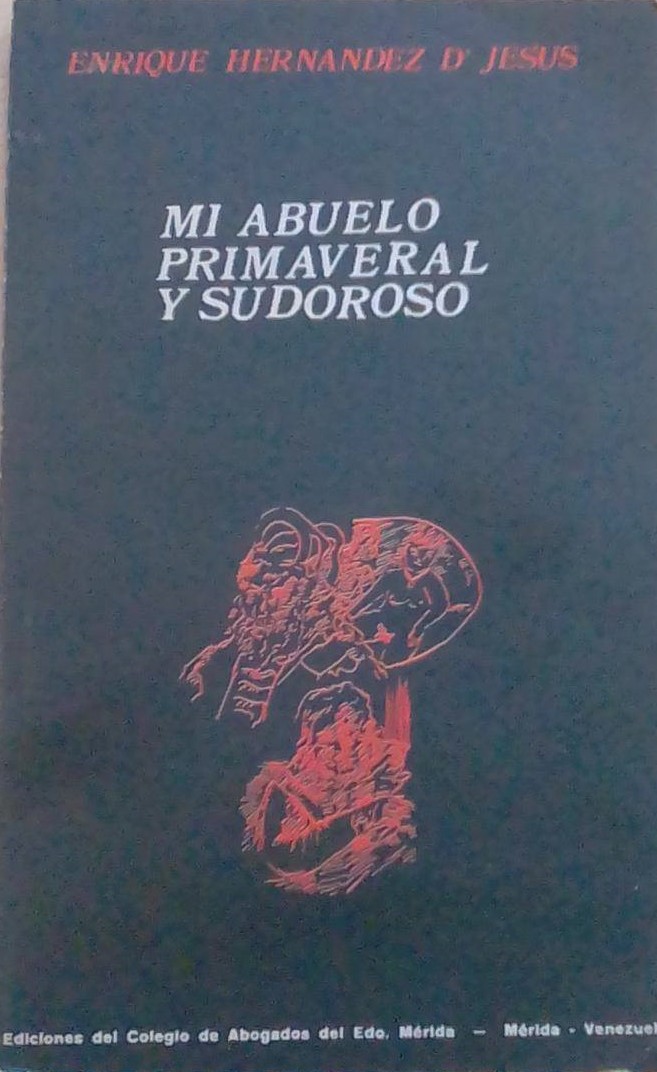 ENRIQUE HERNANDEZ D' JESUS
MI ABUELO
PRIMAVERAL
Y SUDOROSO
Ediciones del Colegio de Abogados del Edo. Mérida — Mérida - Venezuel